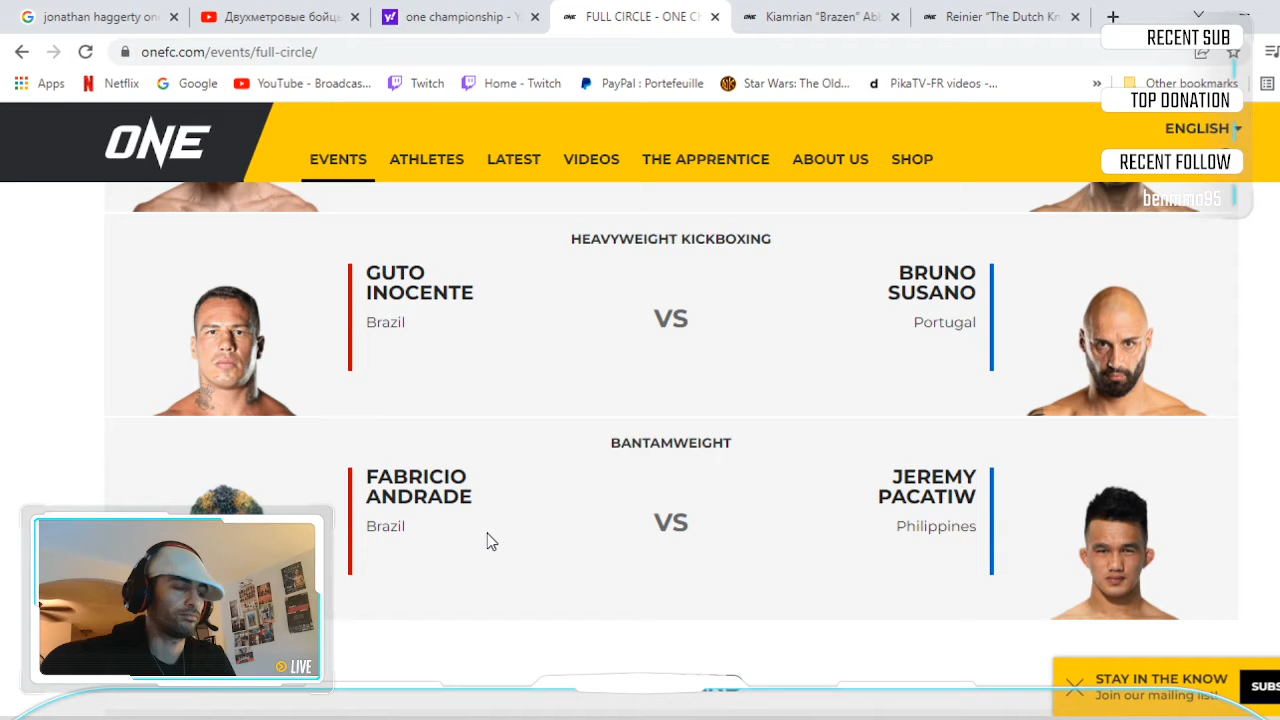 jonathan haggerty one
Двухметровые бойць
one championship - Y
FULL CIRCLE - ONE C
Kiamrian “Brazen” Ab
Reinier “The Dutch Kn
onefc.com/events/full-circle/
RECENT SUB
Apps
Netflix
Google
YouTube - Broadcas...
Twitch
Home - Twitch
PayPal : Portefeuille
Star Wars: The Old...
PikaTV-FR videos -...
»
Other bookmarks
TOP DONATION
ENGLISH
ONE
EVENTS
ATHLETES
LATEST
VIDEOS
THE APPRENTICE
ABOUT US
SHOP
RECENT FOLLOW
benmmo95
HEAVYWEIGHT KICKBOXING
GUTO
INOCENTE
Brazil
VS
BRUNO
SUSANO
Portugal
BANTAMWEIGHT
FABRICIO
ANDRADE
Brazil
VS
JEREMY
PACATIW
Philippines
LIVE
STAY IN THE KNOW
Join our mailing list!
SUBS